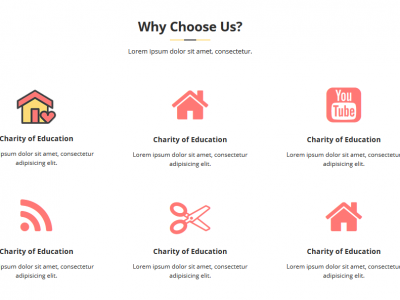 Why Choose Us?
Lorem ipsum dolor sit amet, consectetur.
You
Tube
Charity of Education
Charity of Education
Charity of Education
psum dolor sit amet, consectetur
adipisicing elit.
Lorem ipsum dolor sit amet, consectetur
adipisicing elit.
Lorem ipsum dolor sit amet, cons
adipisicing elit.
Charity of Education
Charity of Education
Charity of Education
psum dolor sit amet, consectetur
adipisicing elit.
Lorem ipsum dolor sit amet, consectetur
adipisicing elit.
Lorem ipsum dolor sit amet, cons
adipisicing elit.